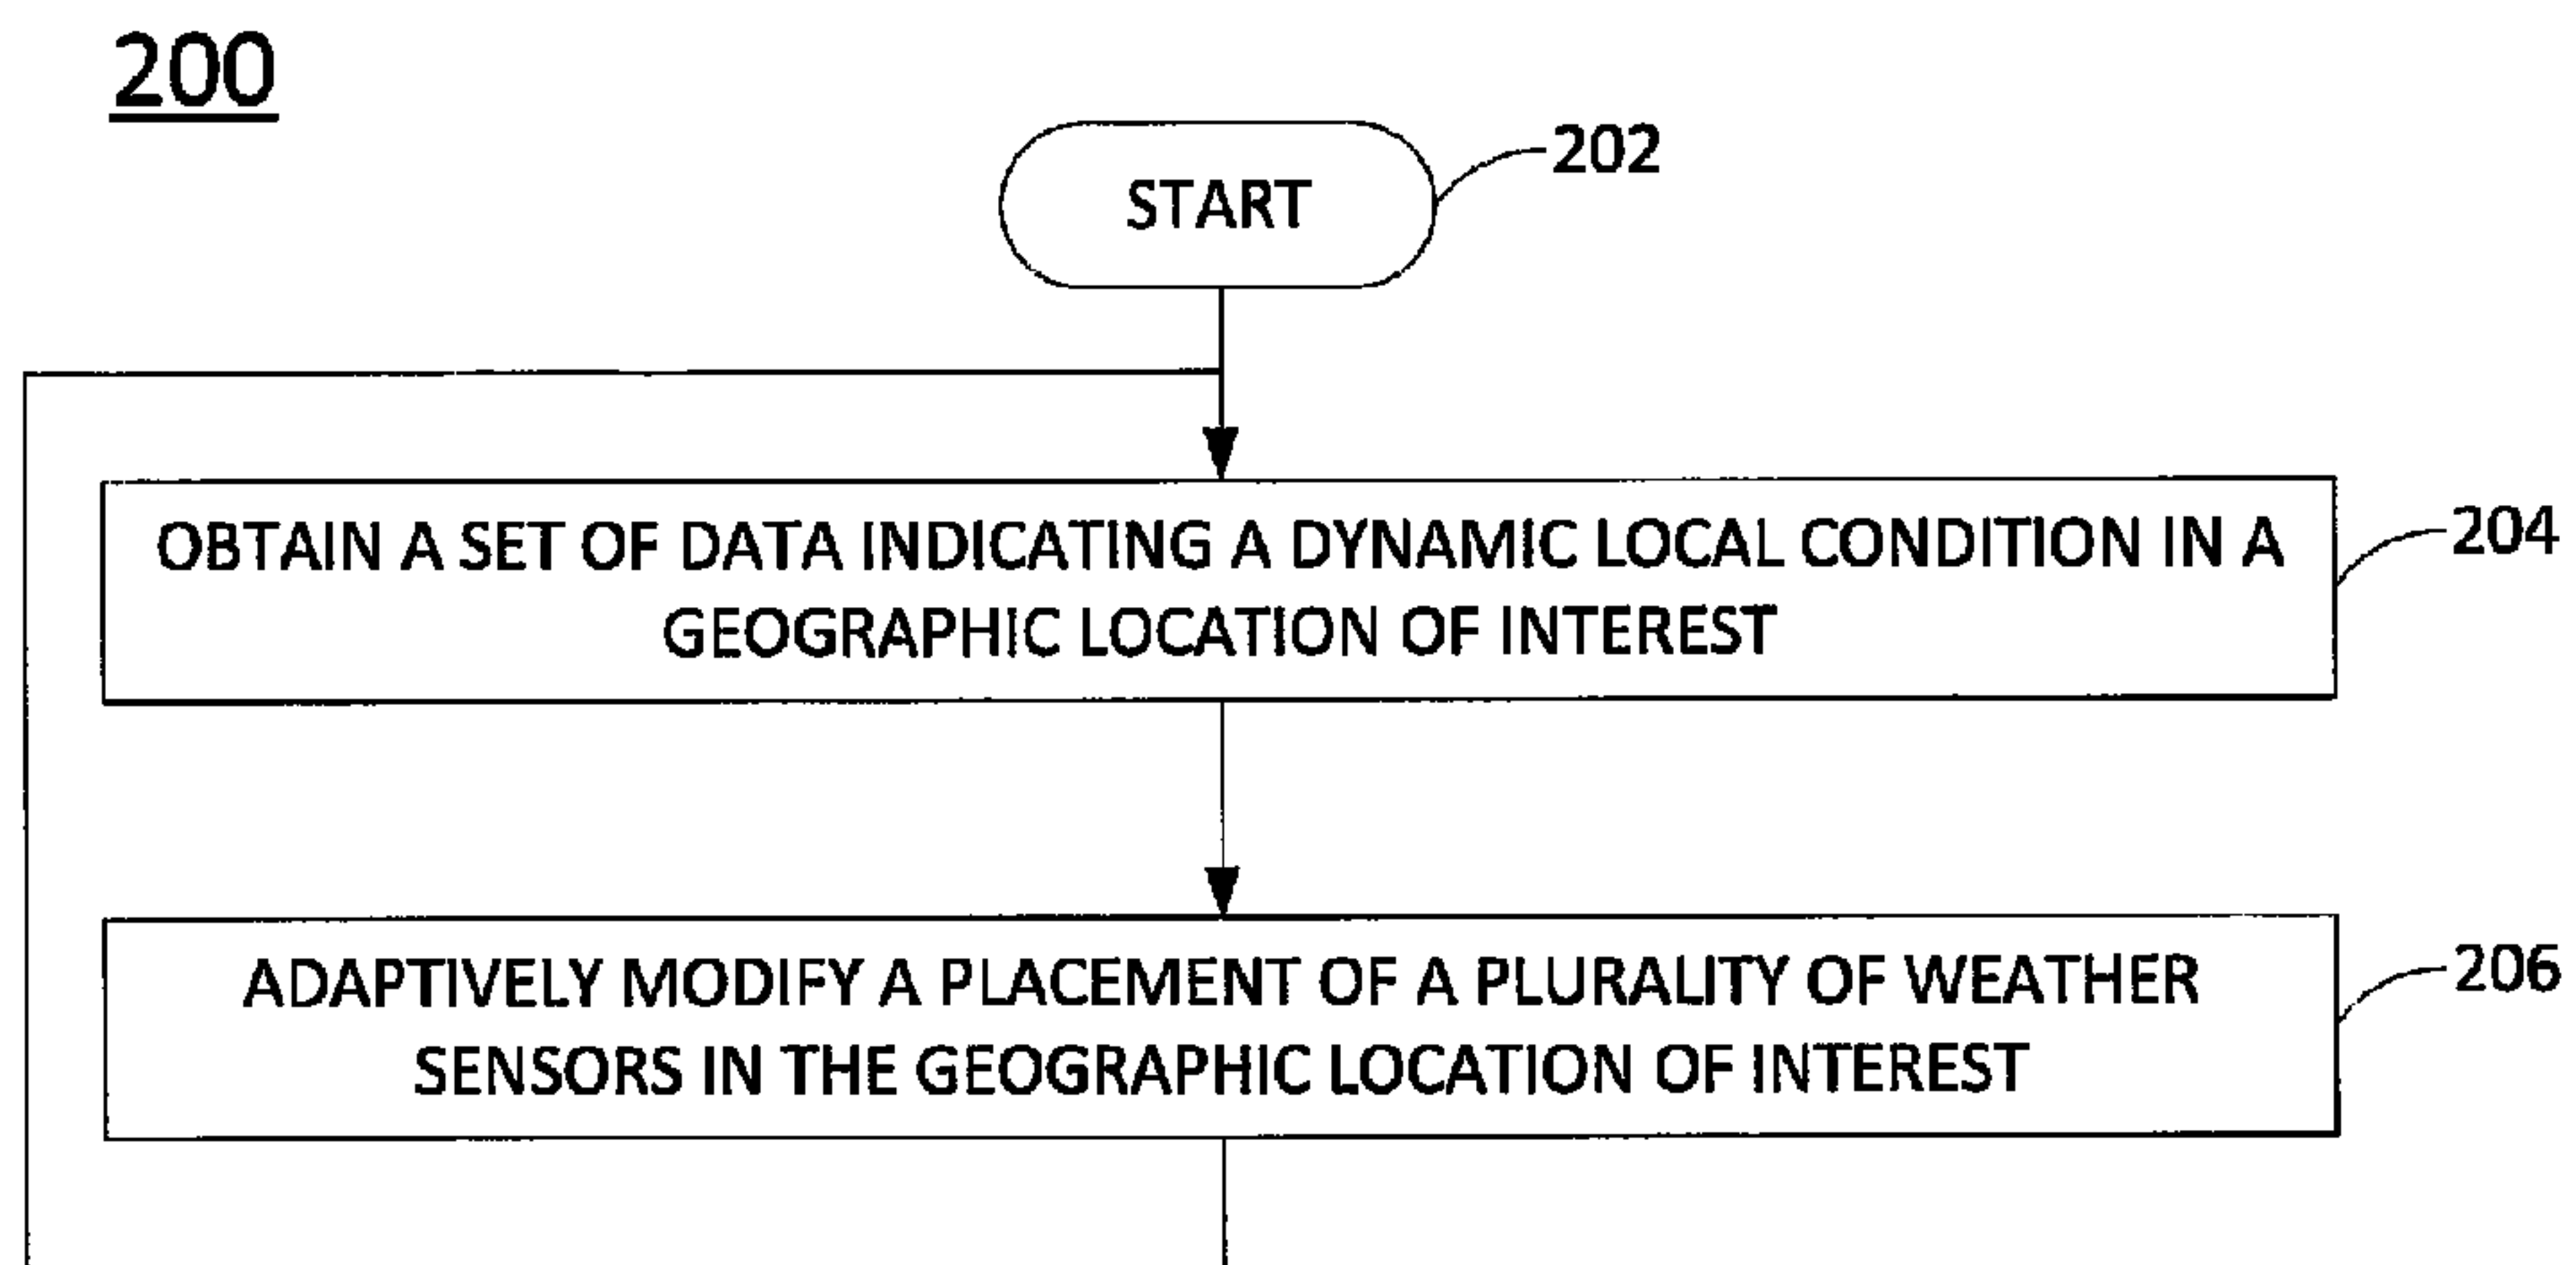 200
START
202
OBTAIN A SET OF DATA INDICATING A DYNAMIC LOCAL CONDITION IN A
GEOGRAPHIC LOCATION OF INTEREST
204
ADAPTIVELY MODIFY A PLACEMENT OF A PLURALITY OF WEATHER
SENSORS IN THE GEOGRAPHIC LOCATION OF INTEREST
206